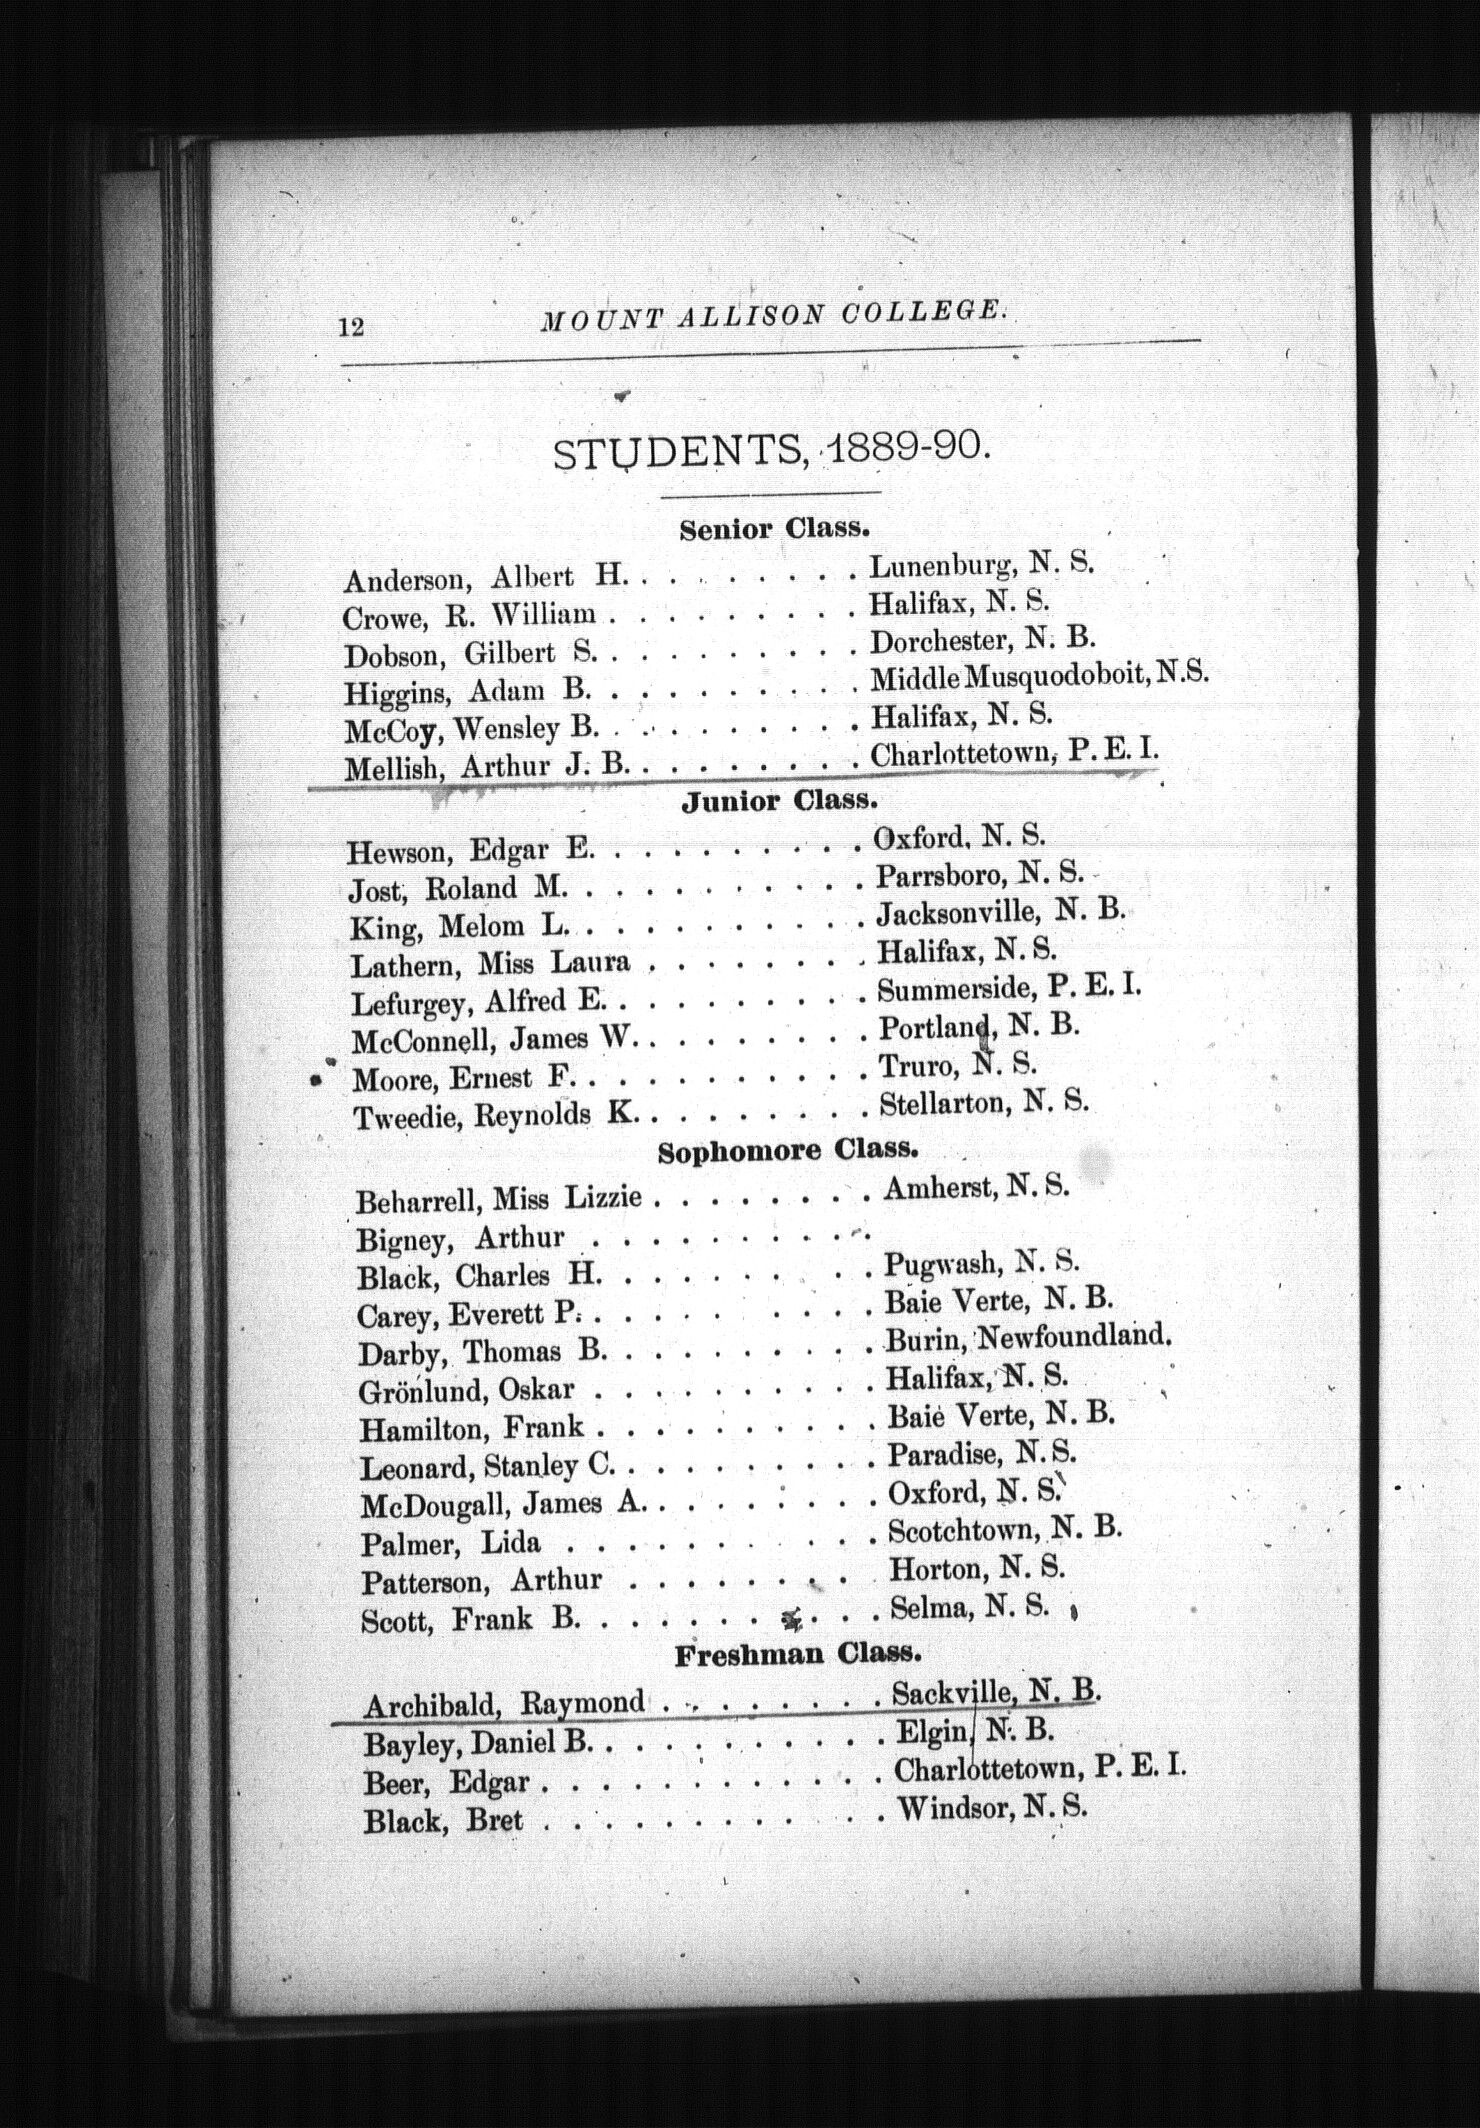 12 MOUNT ALLISON COLLEGE.
STUDENTS, 1889-90.
Senior Class.
Anderson, Albert H. . . . . . . . . Lunenburg, N. S.
Crowe, R. William . . . . . . . . . Halifax, N. S.
Dobson, Gilbert S. . . . . . . . . . Dorchester, N. B.
Higgins, Adam B. . . . . . . . . . Middle Musquodoboit, N.S.
McCoy, Wensley B. . . . . . . . . . Halifax, N. S.
Mellish, Arthur J. B. . . . . . . . . Charlottetown, P. E. I.
Junior Class.
Hewson, Edgar E. . . . . . . . . . Oxford, N. S.
Jost, Roland M. . . . . . . . . . . Parrsboro, N. S.
King, Melom L. . . . . . . . . . . Jacksonville, N. B.
Lathern, Miss Laura . . . . . . . . Halifax, N. S.
Lefurgey, Alfred E. . . . . . . . . . Summerside, P. E. I.
McConnell, James W. . . . . . . . . Portland, N. B.
Moore, Ernest F. . . . . . . . . . . Truro, N. S.
Tweedie, Reynolds K. . . . . . . . . Stellarton, N. S.
Sophomore Class.
Beharrell, Miss Lizzie . . . . . . . . Amherst, N. S.
Bigney, Arthur . . . . . . . . . .
Black, Charles H. . . . . . . . . Pugwash, N. S.
Carey, Everett P. . . . . . . . . . Baie Verte, N. B.
Darby, Thomas B. . . . . . . . . . Burin, Newfoundland.
Grönlund, Oskar . . . . . . . . . . Halifax, N. S.
Hamilton, Frank . . . . . . . . . . Baie Verte, N. B.
Leonard, Stanley C. . . . . . . . . . Paradise, N. S.
McDougall, James A. . . . . . . . . Oxford, N. S.
Palmer, Lida . . . . . . . . . . Scotchtown, N. B.
Patterson, Arthur . . . . . . . . Horton, N. S.
Scott, Frank B. . . . . . . . . . . Selma, N. S.
Freshman Class.
Archibald, Raymond . . . . . . . . Sackville, N. B.
Bayley, Daniel B. . . . . . . . . . . Elgin, N. B.
Beer, Edgar . . . . . . . . . . . . Charlottetown, P. E. I.
Black, Bret . . . . . . . . . . . Windsor, N. S.